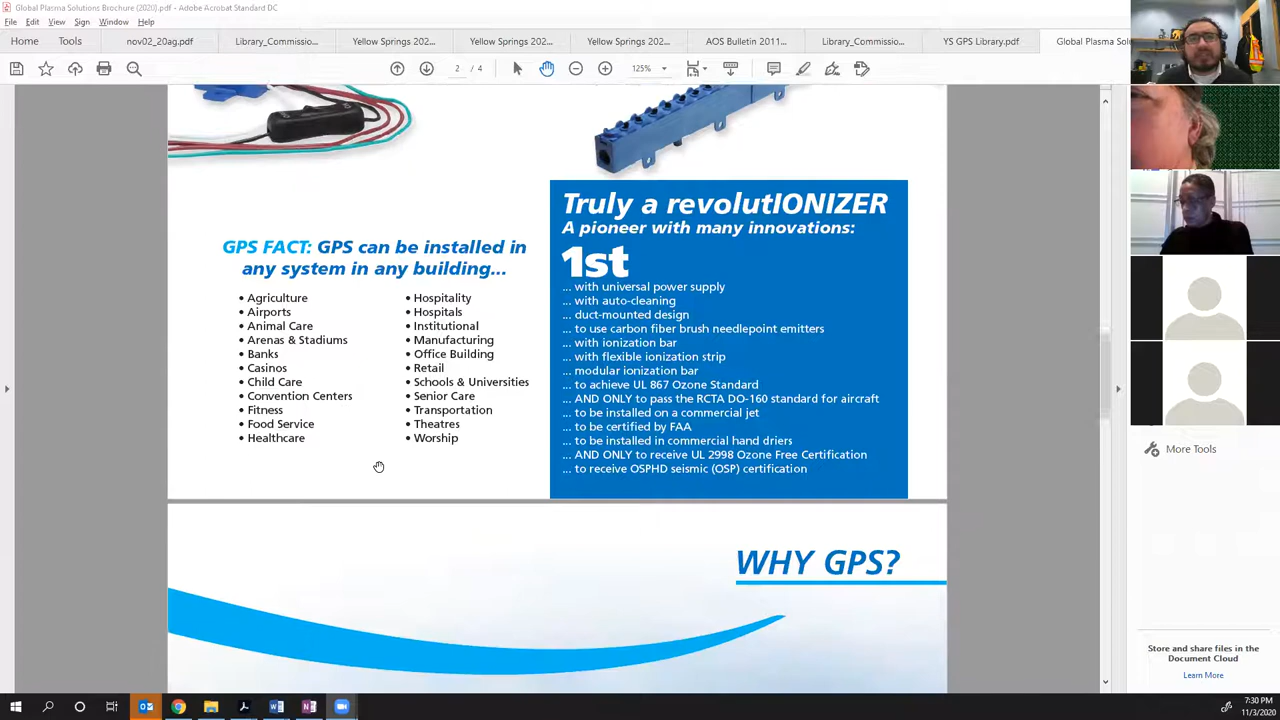 Global Plasma Solutions Brochure (2020).pdf - Adobe Acrobat Standard DC
File Edit View Sign Window Help
Home Tools nov02_20ag.pdf Library_Commissio... Yellow Springs 202... Yellow Springs 202... Yellow Springs 202... AOS Bulletin 2011... Library_Commissio... YS GPS Library.pdf Global Plasma Solu
2 / 4 125%
Truly a revolutIONIZER
A pioneer with many innovations:
1st
... with universal power supply
... with auto-cleaning
... duct-mounted design
... to use carbon fiber brush needlepoint emitters
... with ionization bar
... with flexible ionization strip
... modular ionization bar
... to achieve UL 867 Ozone Standard
... AND ONLY to pass the RCTA DO-160 standard for aircraft
... to be installed on a commercial jet
... to be certified by FAA
... to be installed in commercial hand driers
... AND ONLY to receive UL 2998 Ozone Free Certification
... to receive OSPHD seismic (OSP) certification
GPS FACT: GPS can be installed in
any system in any building...
• Agriculture
• Airports
• Animal Care
• Arenas & Stadiums
• Banks
• Casinos
• Child Care
• Convention Centers
• Fitness
• Food Service
• Healthcare
• Hospitality
• Hospitals
• Institutional
• Manufacturing
• Office Building
• Retail
• Schools & Universities
• Senior Care
• Transportation
• Theatres
• Worship
WHY GPS?
More Tools
Store and share files in the
Document Cloud
Learn More
7:30 PM
11/3/2020